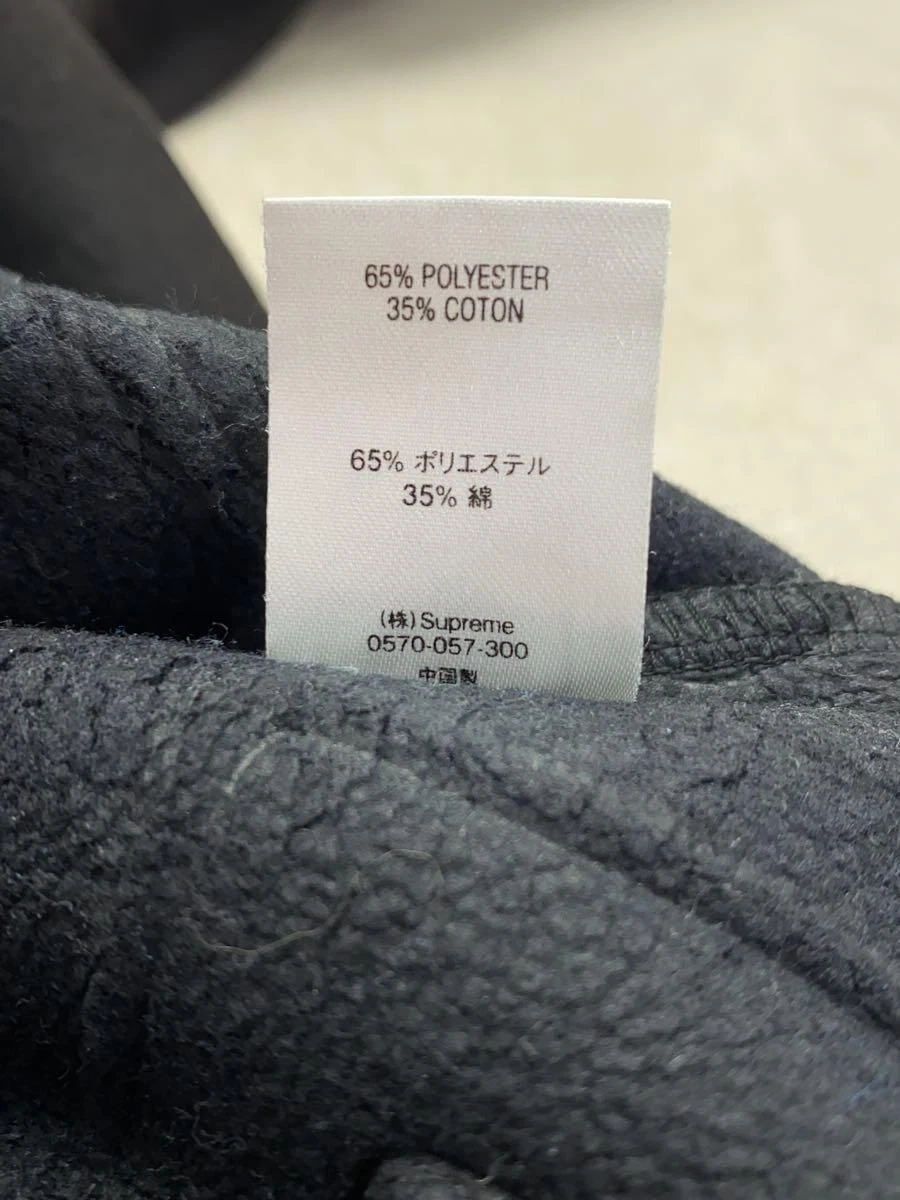 65% POLYESTER
35% COTON
65% ポリエステル
35% 綿
(株)Supreme
0570-057-300
中国製